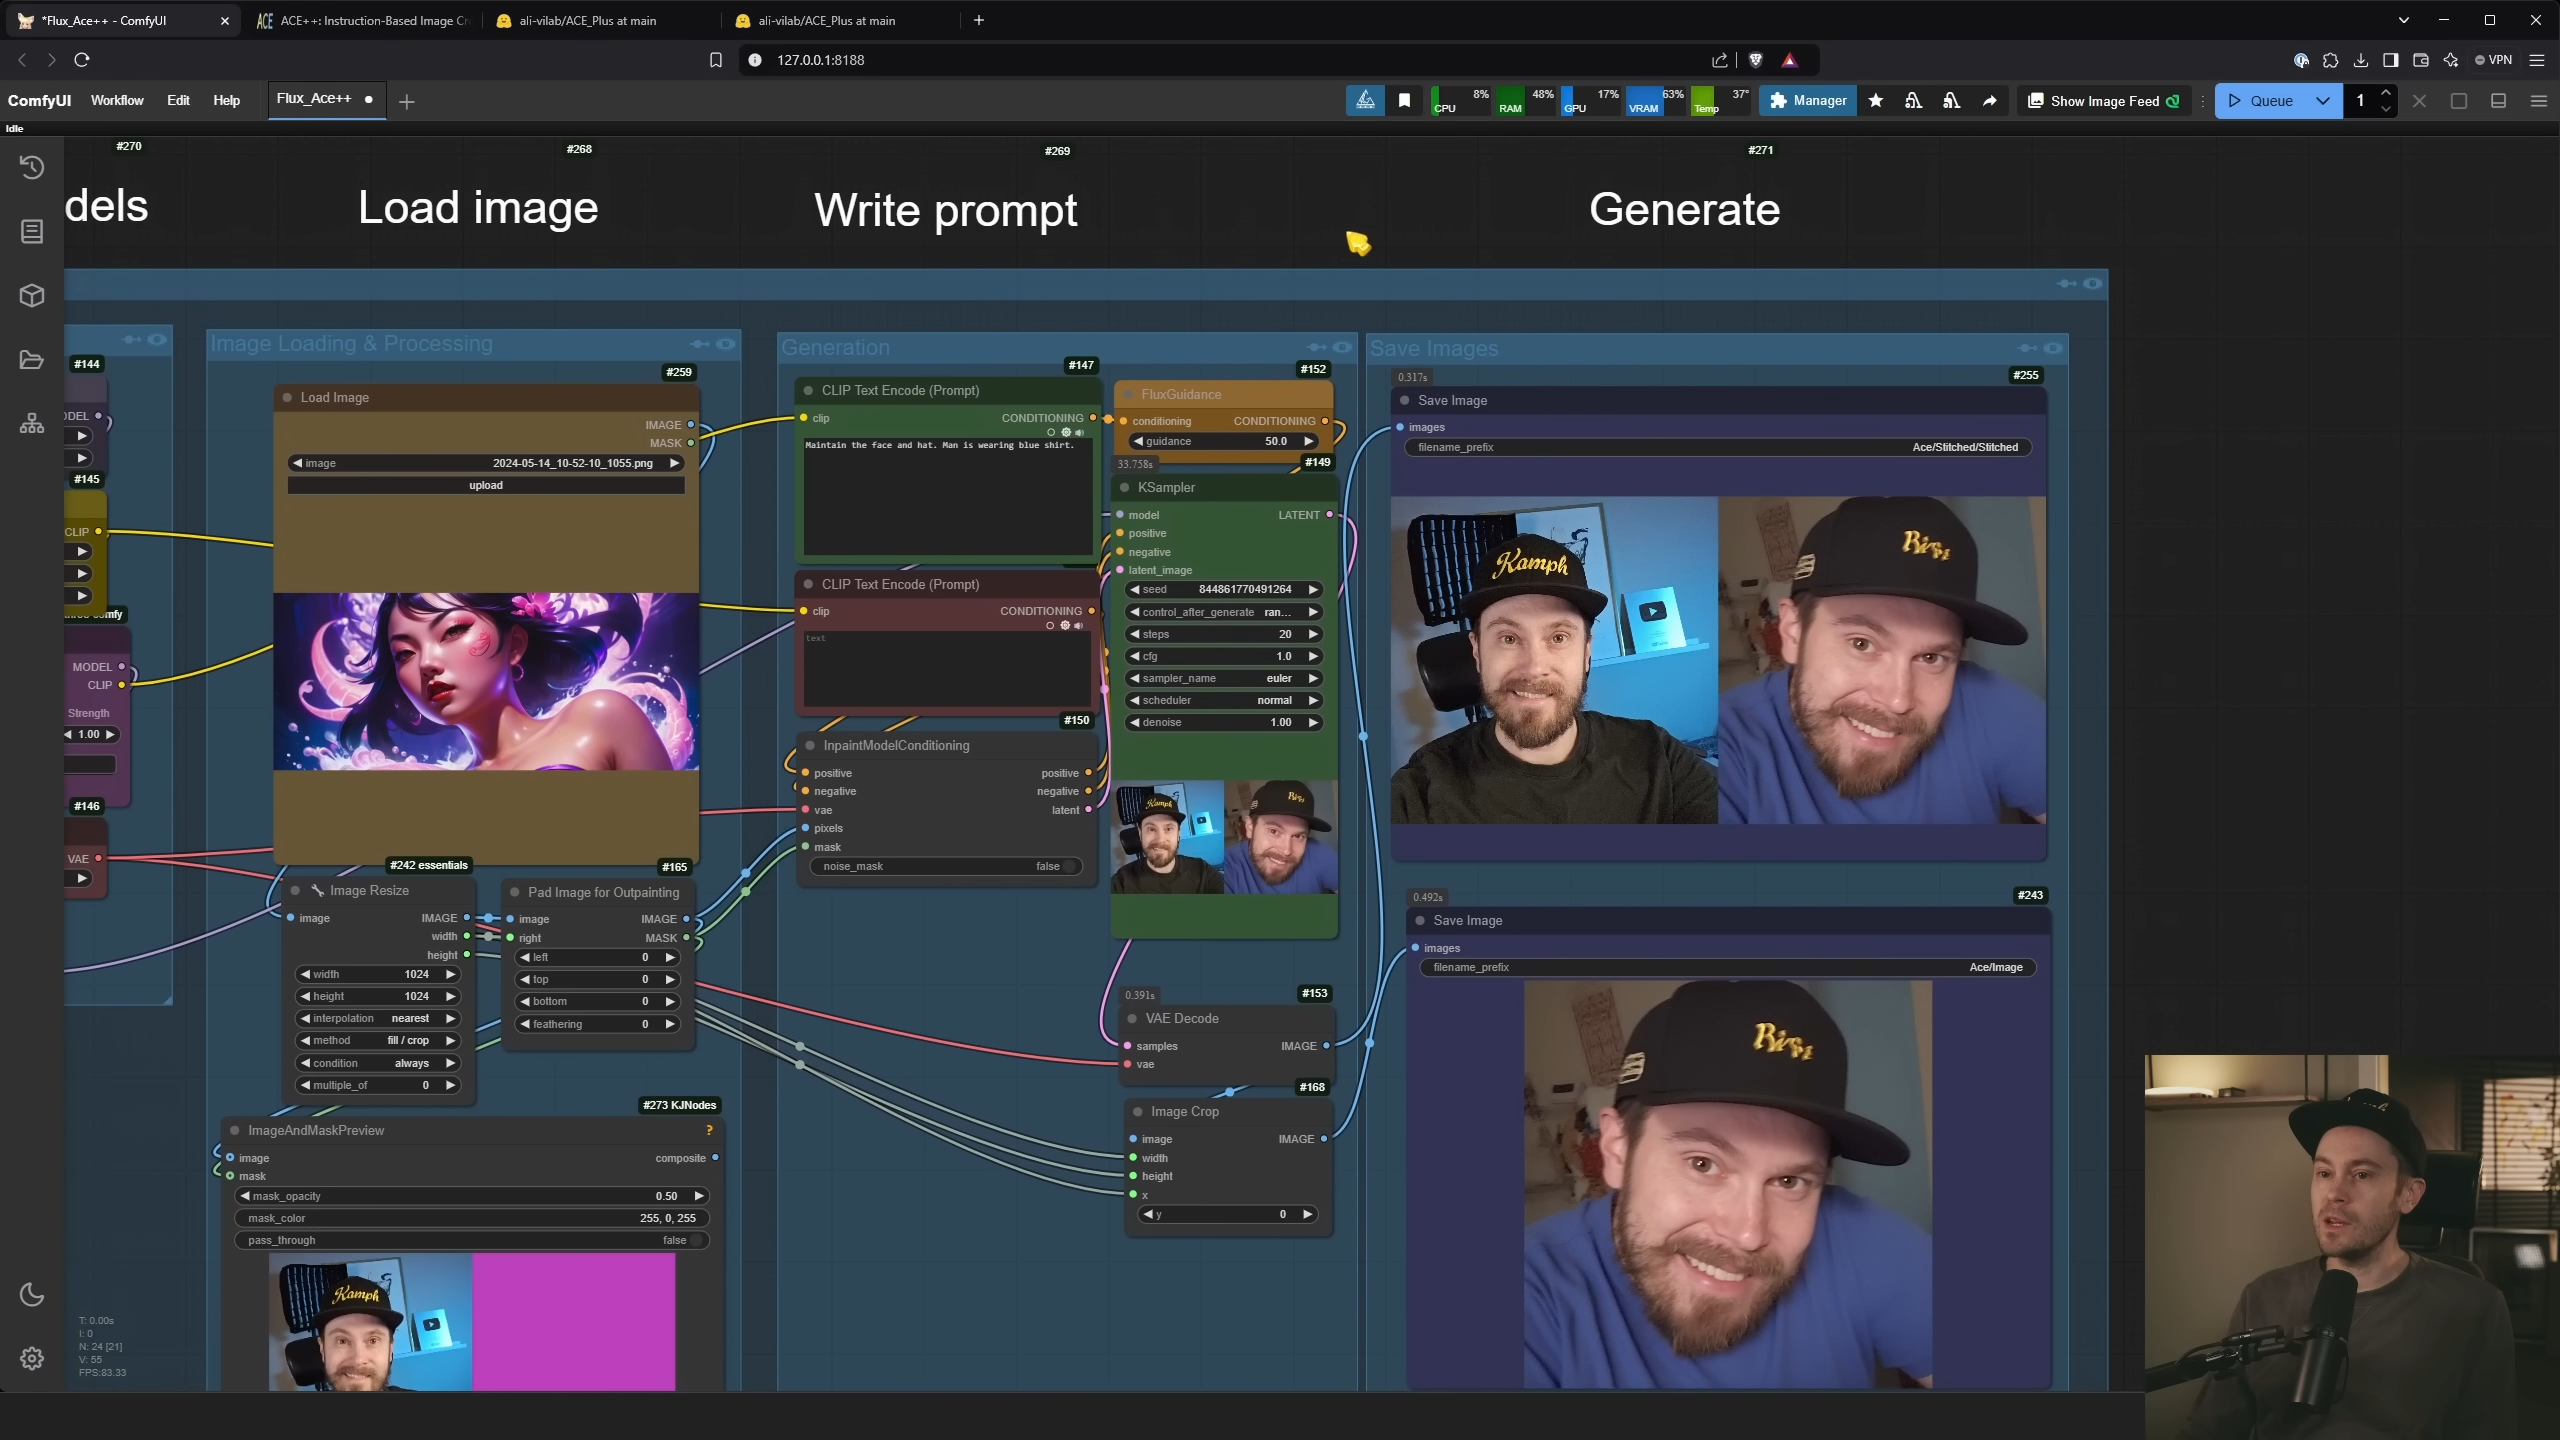 *Flux_Ace++ - ComfyUI
ACE++: Instruction-Based Image Cr
ali-vilab/ACE_Plus at main
ali-vilab/ACE_Plus at main
127.0.0.1:8188
VPN
ComfyUI
Workflow
Edit
Help
Flux_Ace++
CPU 8%
RAM 48%
GPU 17%
VRAM 63%
Temp 37°
Manager
Show Image Feed
Queue
1
Idle
#270
#268
#269
#271
dels
Load image
Write prompt
Generate
Image Loading & Processing
Generation
Save Images
#144
ODEL
#145
CLIP
MODEL
CLIP
Strength
1.00
#146
VAE
#259
Load Image
IMAGE
MASK
image 2024-05-14_10-52-10_1055.png
upload
#242 essentials
Image Resize
image IMAGE
width
height
width 1024
height 1024
interpolation nearest
method fill / crop
condition always
multiple_of 0
#165
Pad Image for Outpainting
image IMAGE
right MASK
left 0
top 0
bottom 0
feathering 0
#273 KJNodes
ImageAndMaskPreview ?
image composite
mask
mask_opacity 0.50
mask_color 255, 0, 255
pass_through false
Kamph
#147
CLIP Text Encode (Prompt)
clip CONDITIONING
Maintain the face and hat. Man is wearing blue shirt.
CLIP Text Encode (Prompt)
clip CONDITIONING
text
#150
InpaintModelConditioning
positive positive
negative negative
vae latent
pixels
mask
noise_mask false
#152
FluxGuidance
conditioning CONDITIONING
guidance 50.0
33.758s
#149
KSampler
model LATENT
positive
negative
latent_image
seed 844861770491264
control_after_generate ran...
steps 20
cfg 1.0
sampler_name euler
scheduler normal
denoise 1.00
Kamph
0.391s
#153
VAE Decode
samples IMAGE
vae
#168
Image Crop
image IMAGE
width
height
x
y 0
0.317s
#255
Save Image
images
filename_prefix Ace/Stitched/Stitched
Kamph
0.492s
#243
Save Image
images
filename_prefix Ace/Image
T: 0.00s
I: 0
N: 24 [21]
V: 55
FPS:83.33